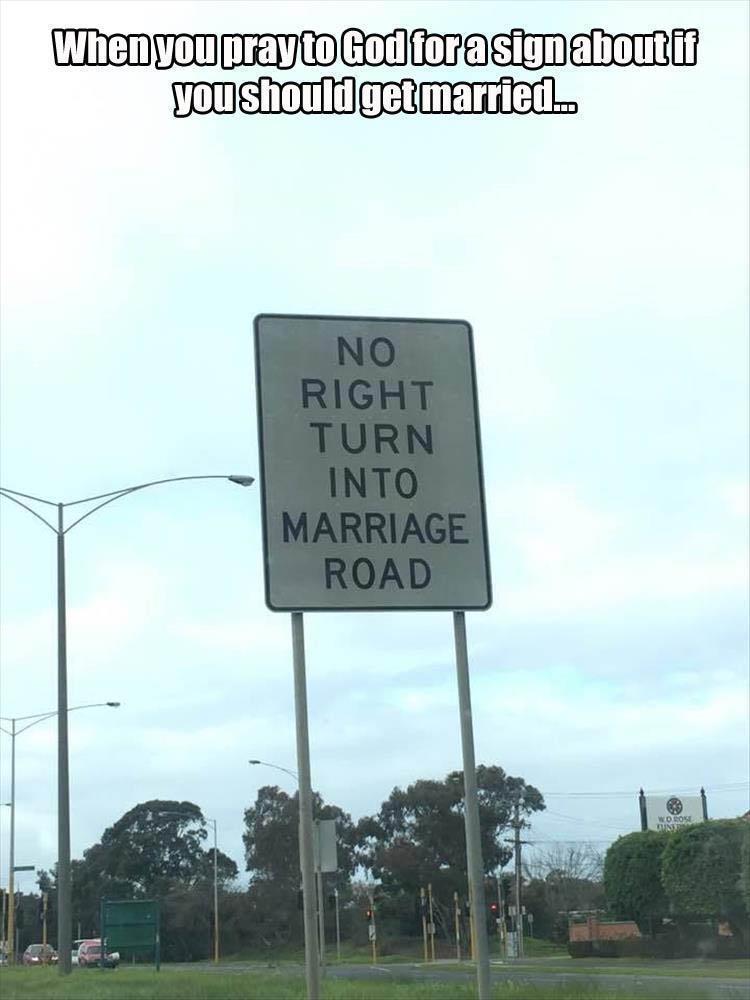 When you pray to God for a sign about if
you should get married...
NO
RIGHT
TURN
INTO
MARRIAGE
ROAD
W.D. ROSE